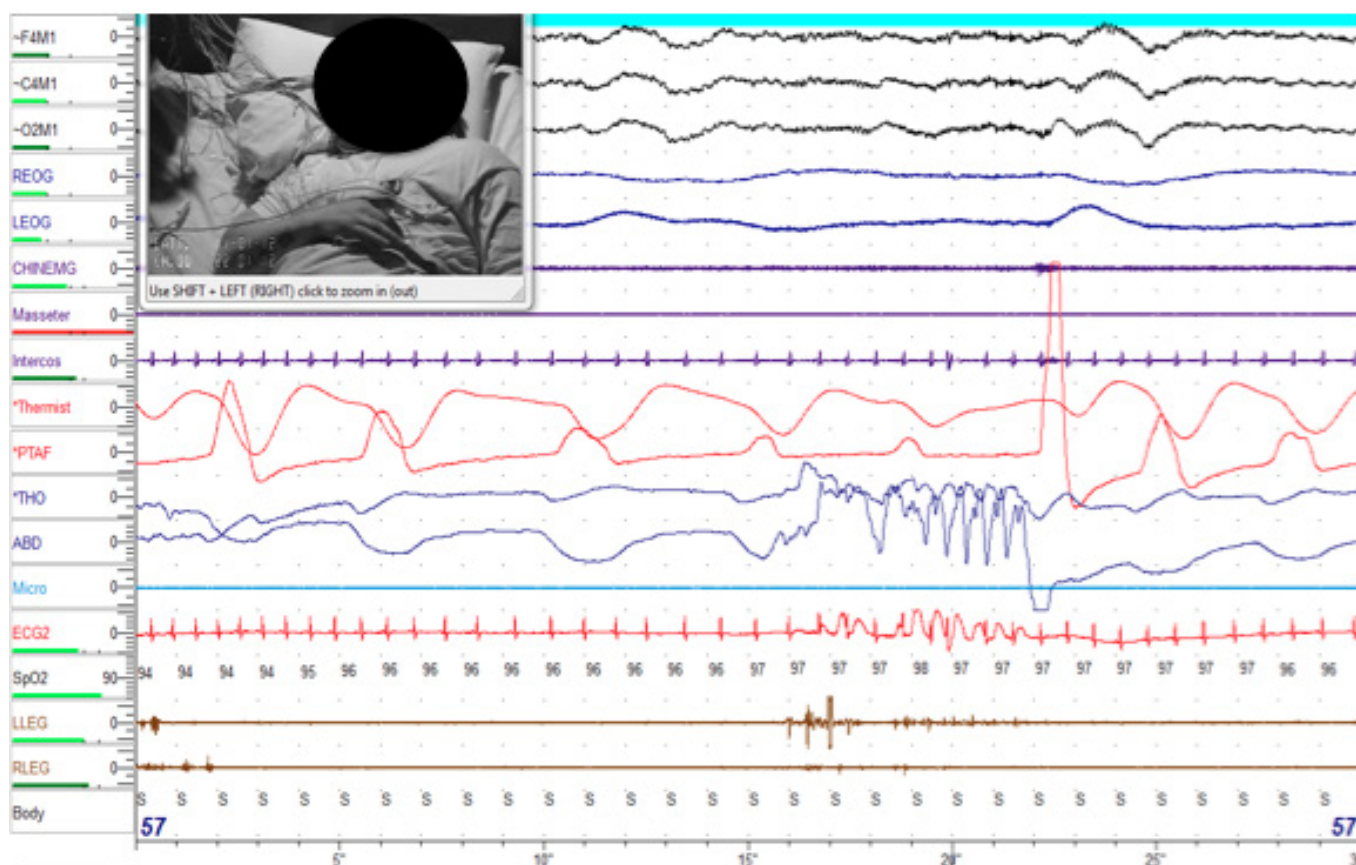 ~F4M1 0
~C4M1 0
~O2M1 0
REOG 0
LEOG 0
CHINEMG 0
Use SHIFT + LEFT (RIGHT) click to zoom in (out)
Masseter 0
Intercos 0
*Thermist 0
*PTAF 0
*THO 0
ABD 0
Micro 0
ECG2 0
SpO2 90 94 94 94 95 96 96 96 96 96 96 96 96 96 97 97 97 97 97 98 97 97 97 97 97 97 97 97 96 96 96
LLEG 0
RLEG 0
Body S S S S S S S S S S S S S S S S S S S S S S S S S S S S S S
57 57
5" 10" 15" 20" 25"